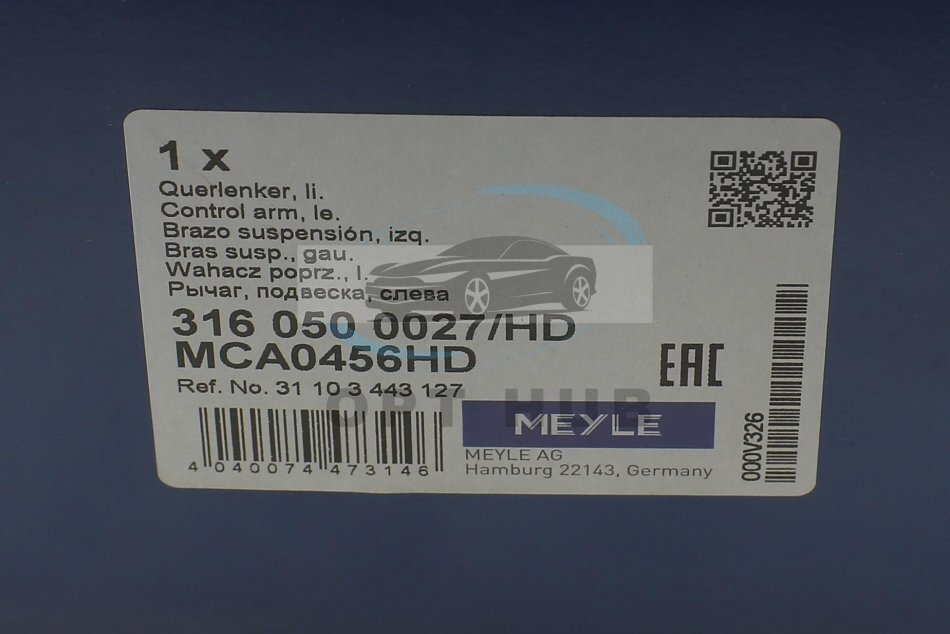 1 x
Querlenker, li.
Control arm, le.
Brazo suspensión, izq.
Bras susp., gau.
Wahacz poprz., l.
Рычаг, подвеска, слева
316 050 0027/HD
MCA0456HD
Ref. No. 31 10 3 443 127
EAC
OPT HUB
MEYLE
MEYLE AG
Hamburg 22143, Germany
4 040074 473146
000V326